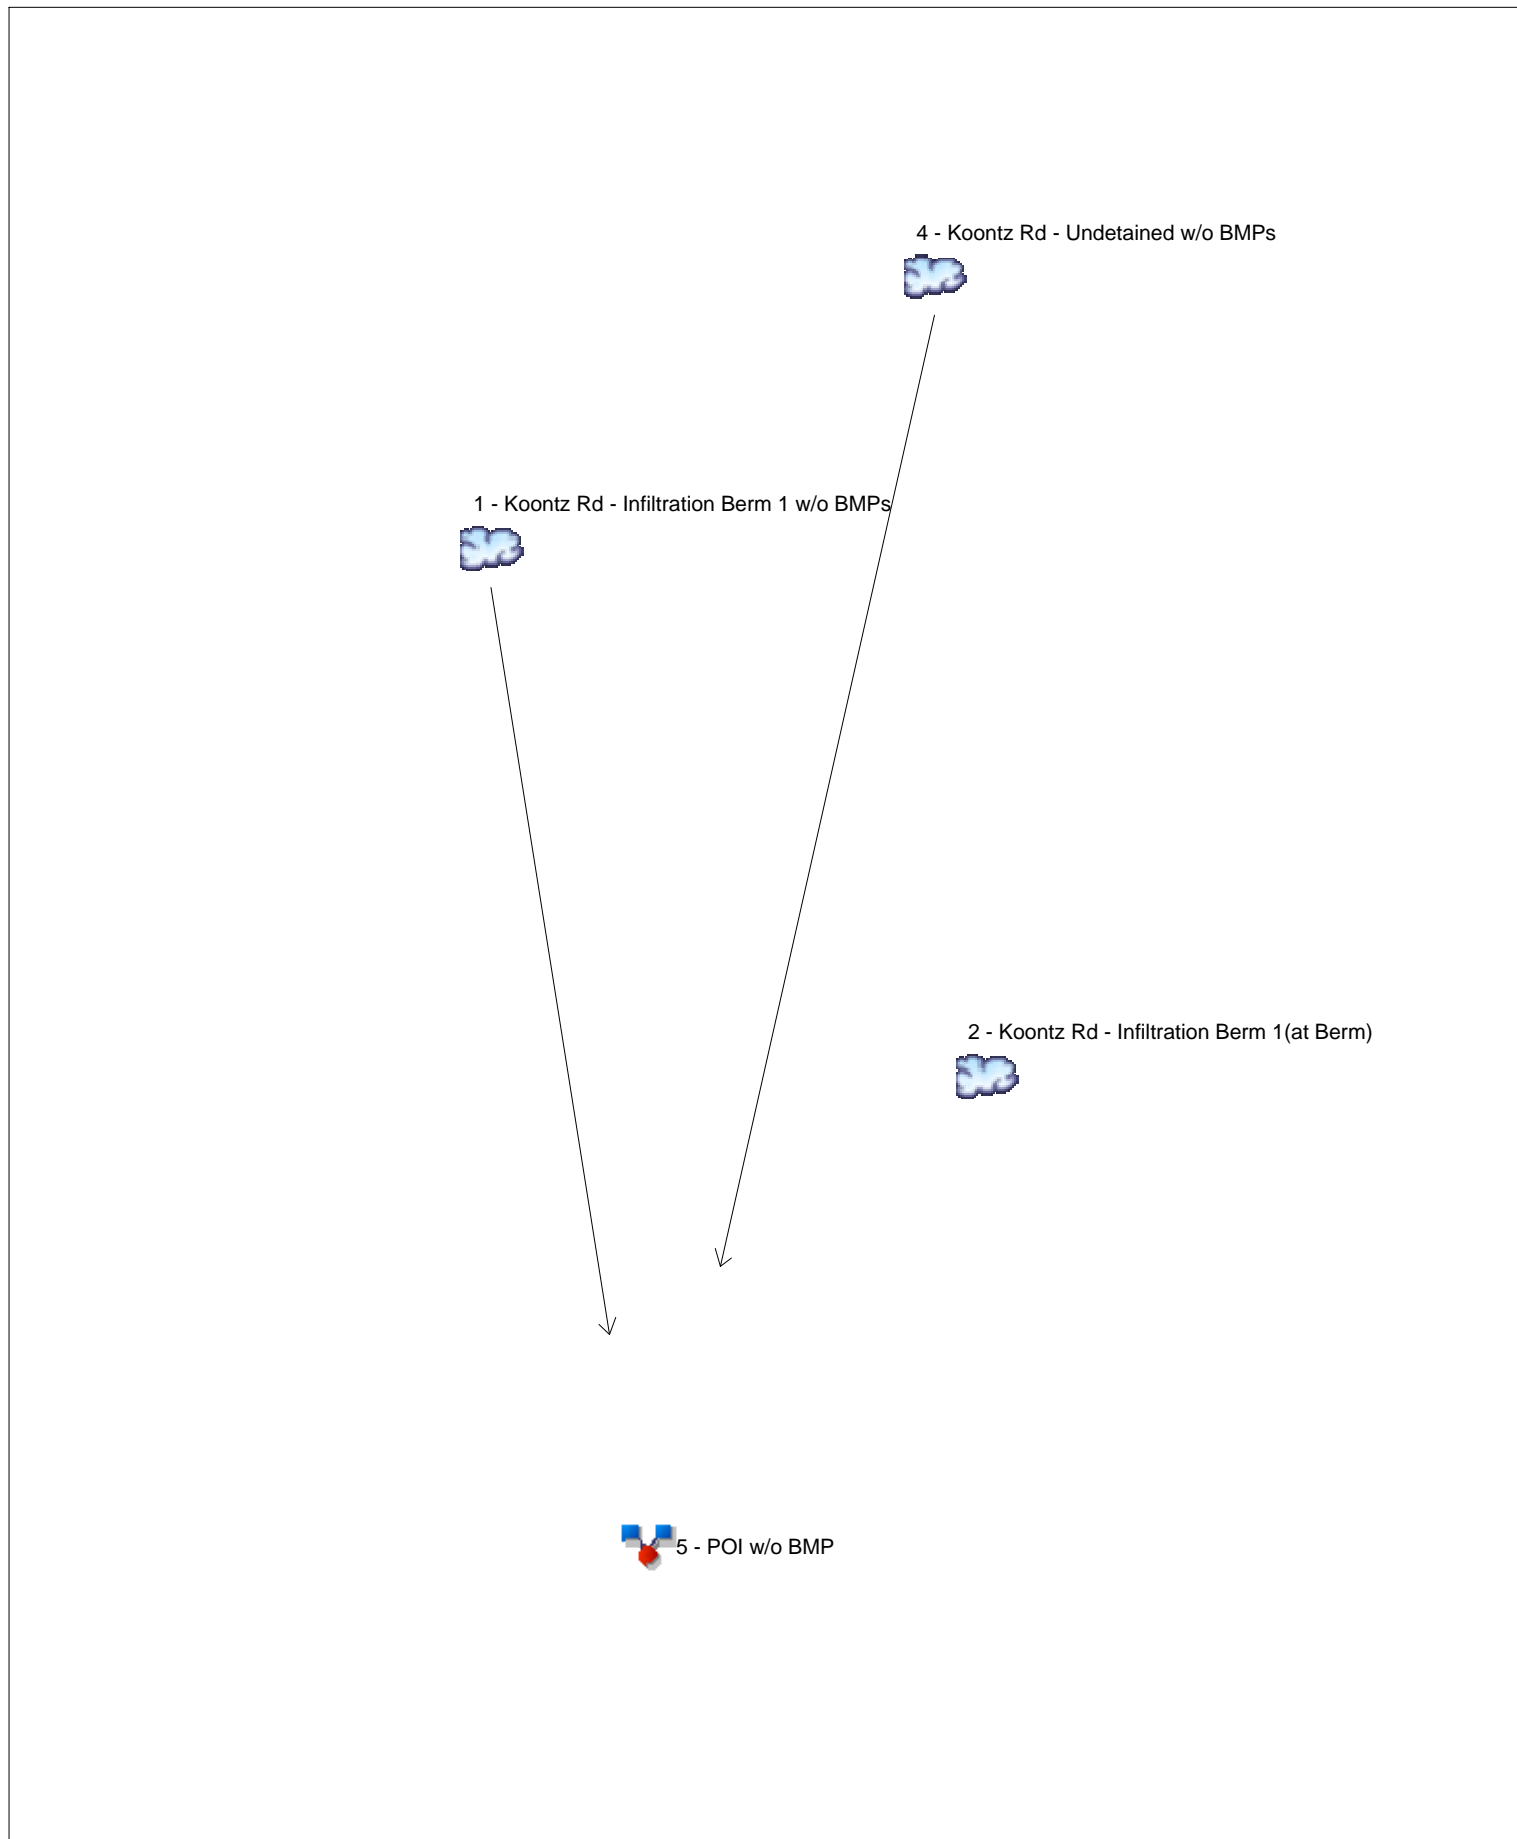 4 - Koontz Rd - Undetained w/o BMPs
1 - Koontz Rd - Infiltration Berm 1 w/o BMPs
2 - Koontz Rd - Infiltration Berm 1(at Berm)
5 - POI w/o BMP